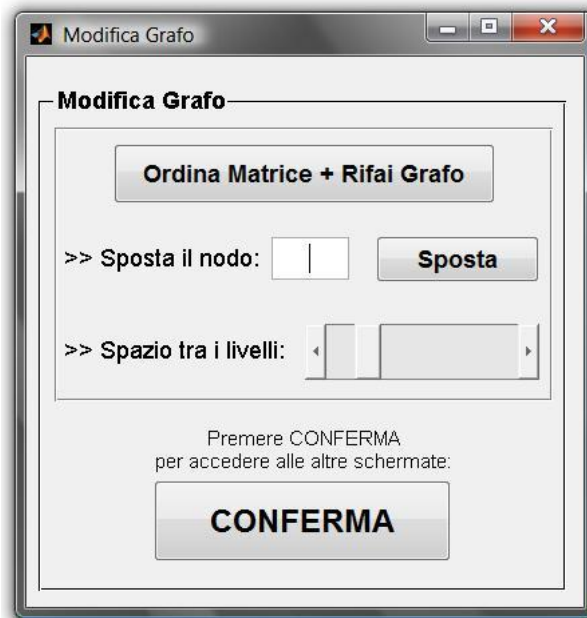 Modifica Grafo
Modifica Grafo
Ordina Matrice + Rifai Grafo
>> Sposta il nodo:
Sposta
>> Spazio tra i livelli:
Premere CONFERMA
per accedere alle altre schermate:
CONFERMA